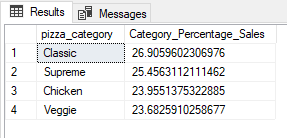 Results Messages
pizza_category Category_Percentage_Sales
1 Classic 26.9059602306976
2 Supreme 25.4563112111462
3 Chicken 23.9551375322885
4 Veggie 23.6825910258677